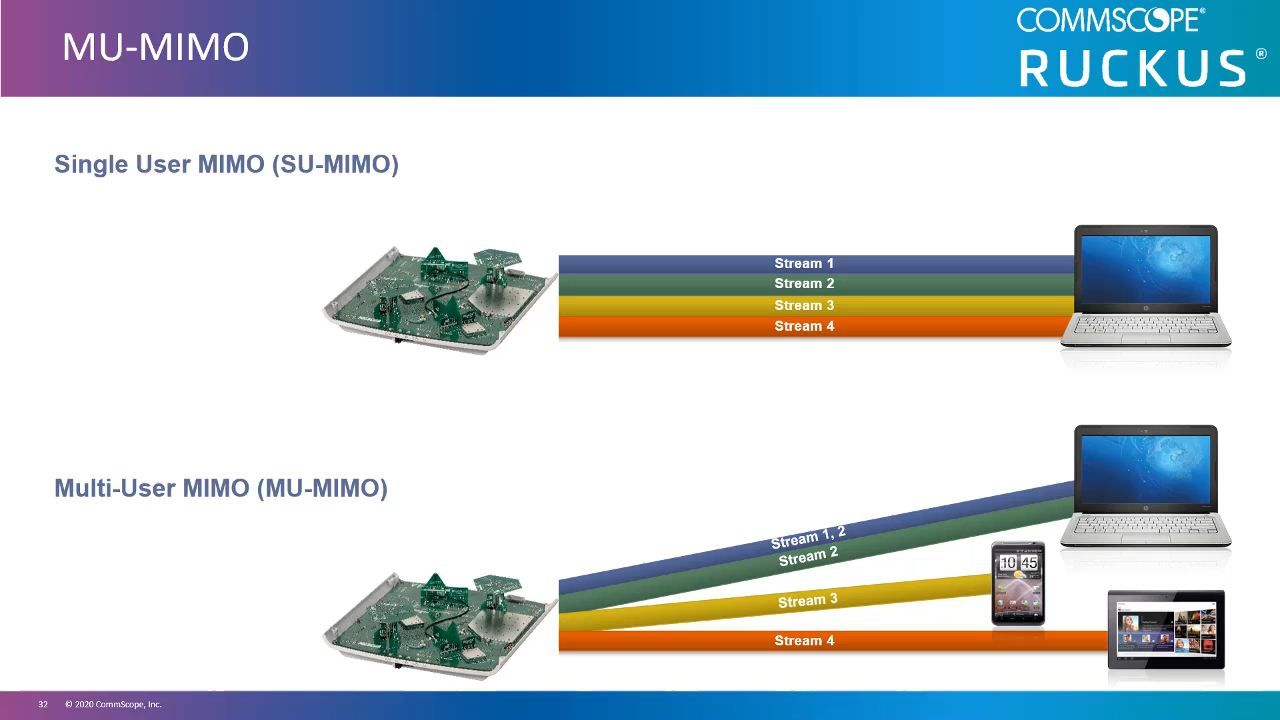 MU-MIMO
COMMSCOPE®
RUCKUS®
Single User MIMO (SU-MIMO)
Stream 1
Stream 2
Stream 3
Stream 4
Multi-User MIMO (MU-MIMO)
Stream 1, 2
Stream 2
Stream 3
Stream 4
10 45
32 © 2020 CommScope, Inc.